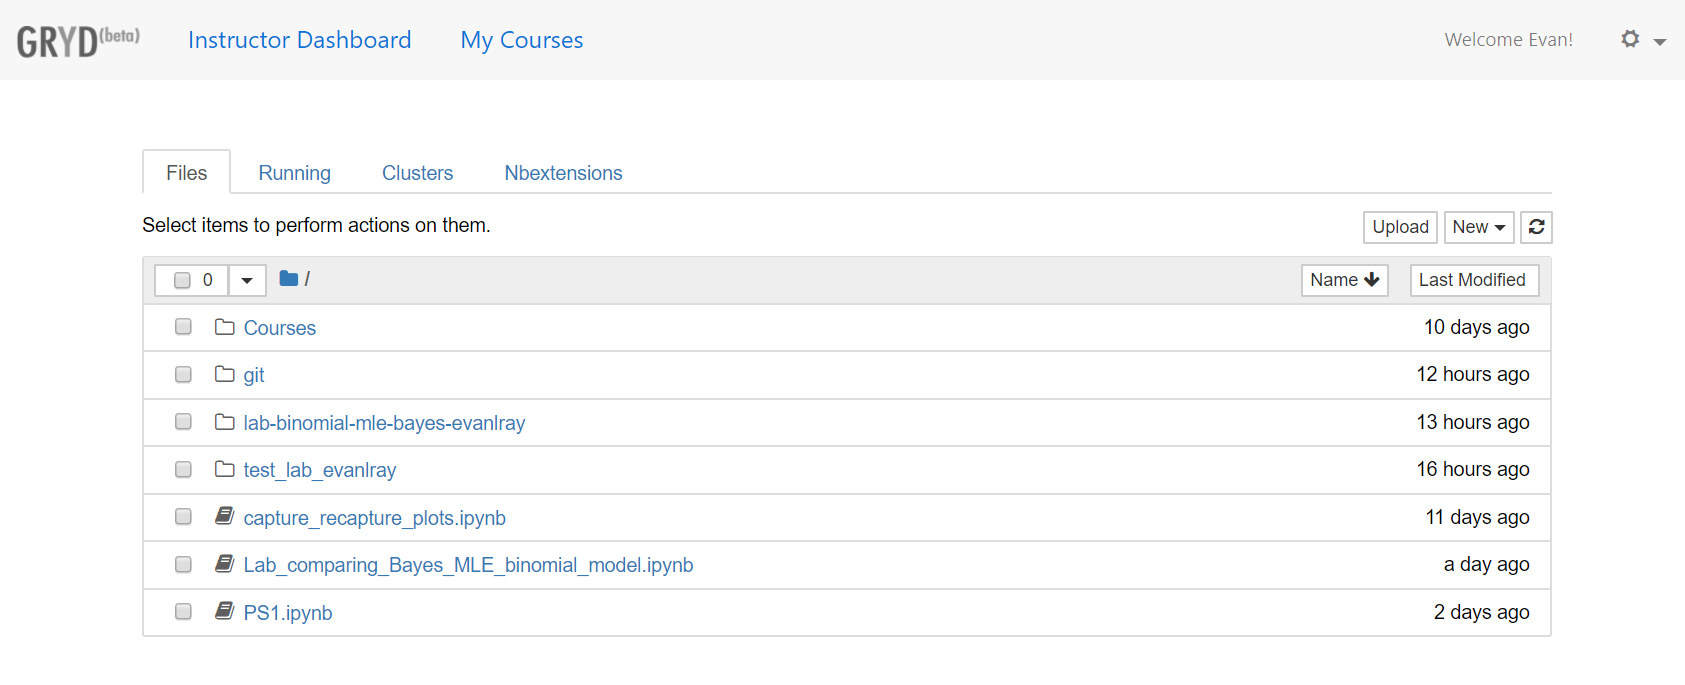 GRYD(beta) Instructor Dashboard My Courses Welcome Evan!
Files Running Clusters Nbextensions
Select items to perform actions on them. Upload New
0 / Name Last Modified
Courses 10 days ago
git 12 hours ago
lab-binomial-mle-bayes-evanlray 13 hours ago
test_lab_evanlray 16 hours ago
capture_recapture_plots.ipynb 11 days ago
Lab_comparing_Bayes_MLE_binomial_model.ipynb a day ago
PS1.ipynb 2 days ago